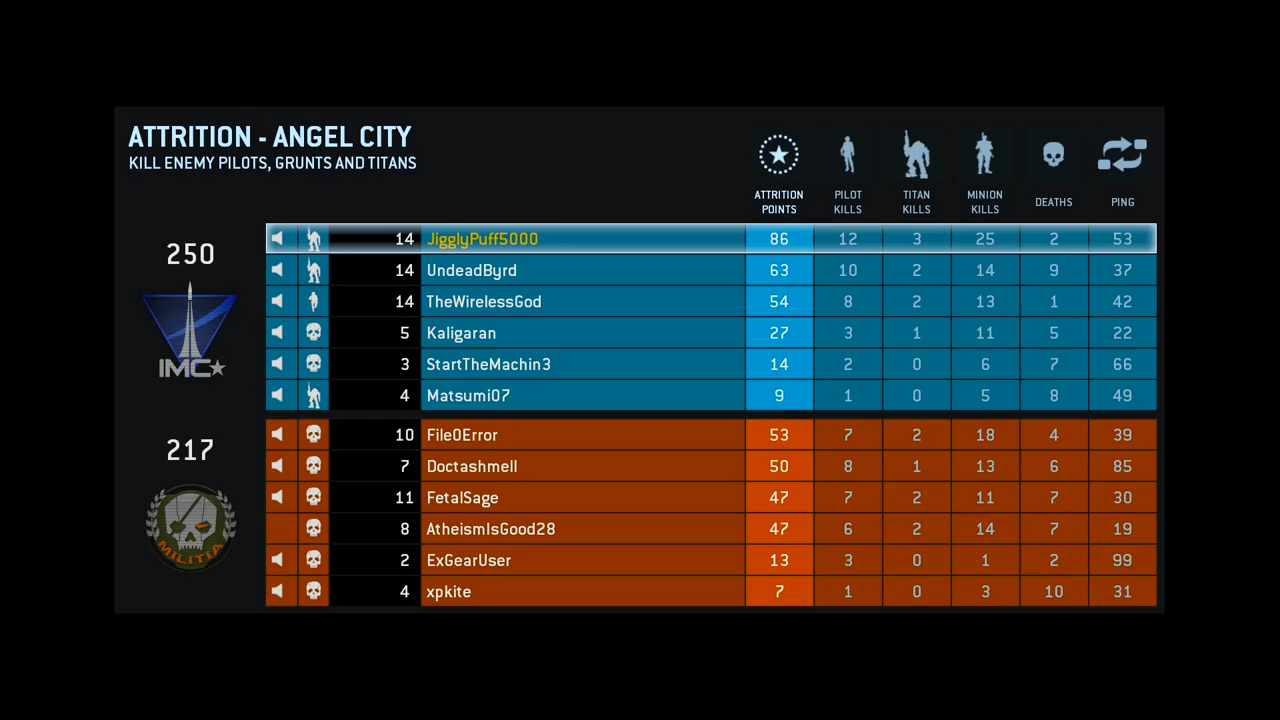 ATTRITION - ANGEL CITY
KILL ENEMY PILOTS, GRUNTS AND TITANS
ATTRITION POINTS PILOT KILLS TITAN KILLS MINION KILLS DEATHS PING
250
IMC
14 JigglyPuff5000 86 12 3 25 2 53
14 UndeadByrd 63 10 2 14 9 37
14 TheWirelessGod 54 8 2 13 1 42
5 Kaligaran 27 3 1 11 5 22
3 StartTheMachin3 14 2 0 6 7 66
4 Matsumi07 9 1 0 5 8 49
217
MILITIA
10 File0Error 53 7 2 18 4 39
7 Doctashmell 50 8 1 13 6 85
11 FetalSage 47 7 2 11 7 30
8 AtheismIsGood28 47 6 2 14 7 19
2 ExGearUser 13 3 0 1 2 99
4 xpkite 7 1 0 3 10 31